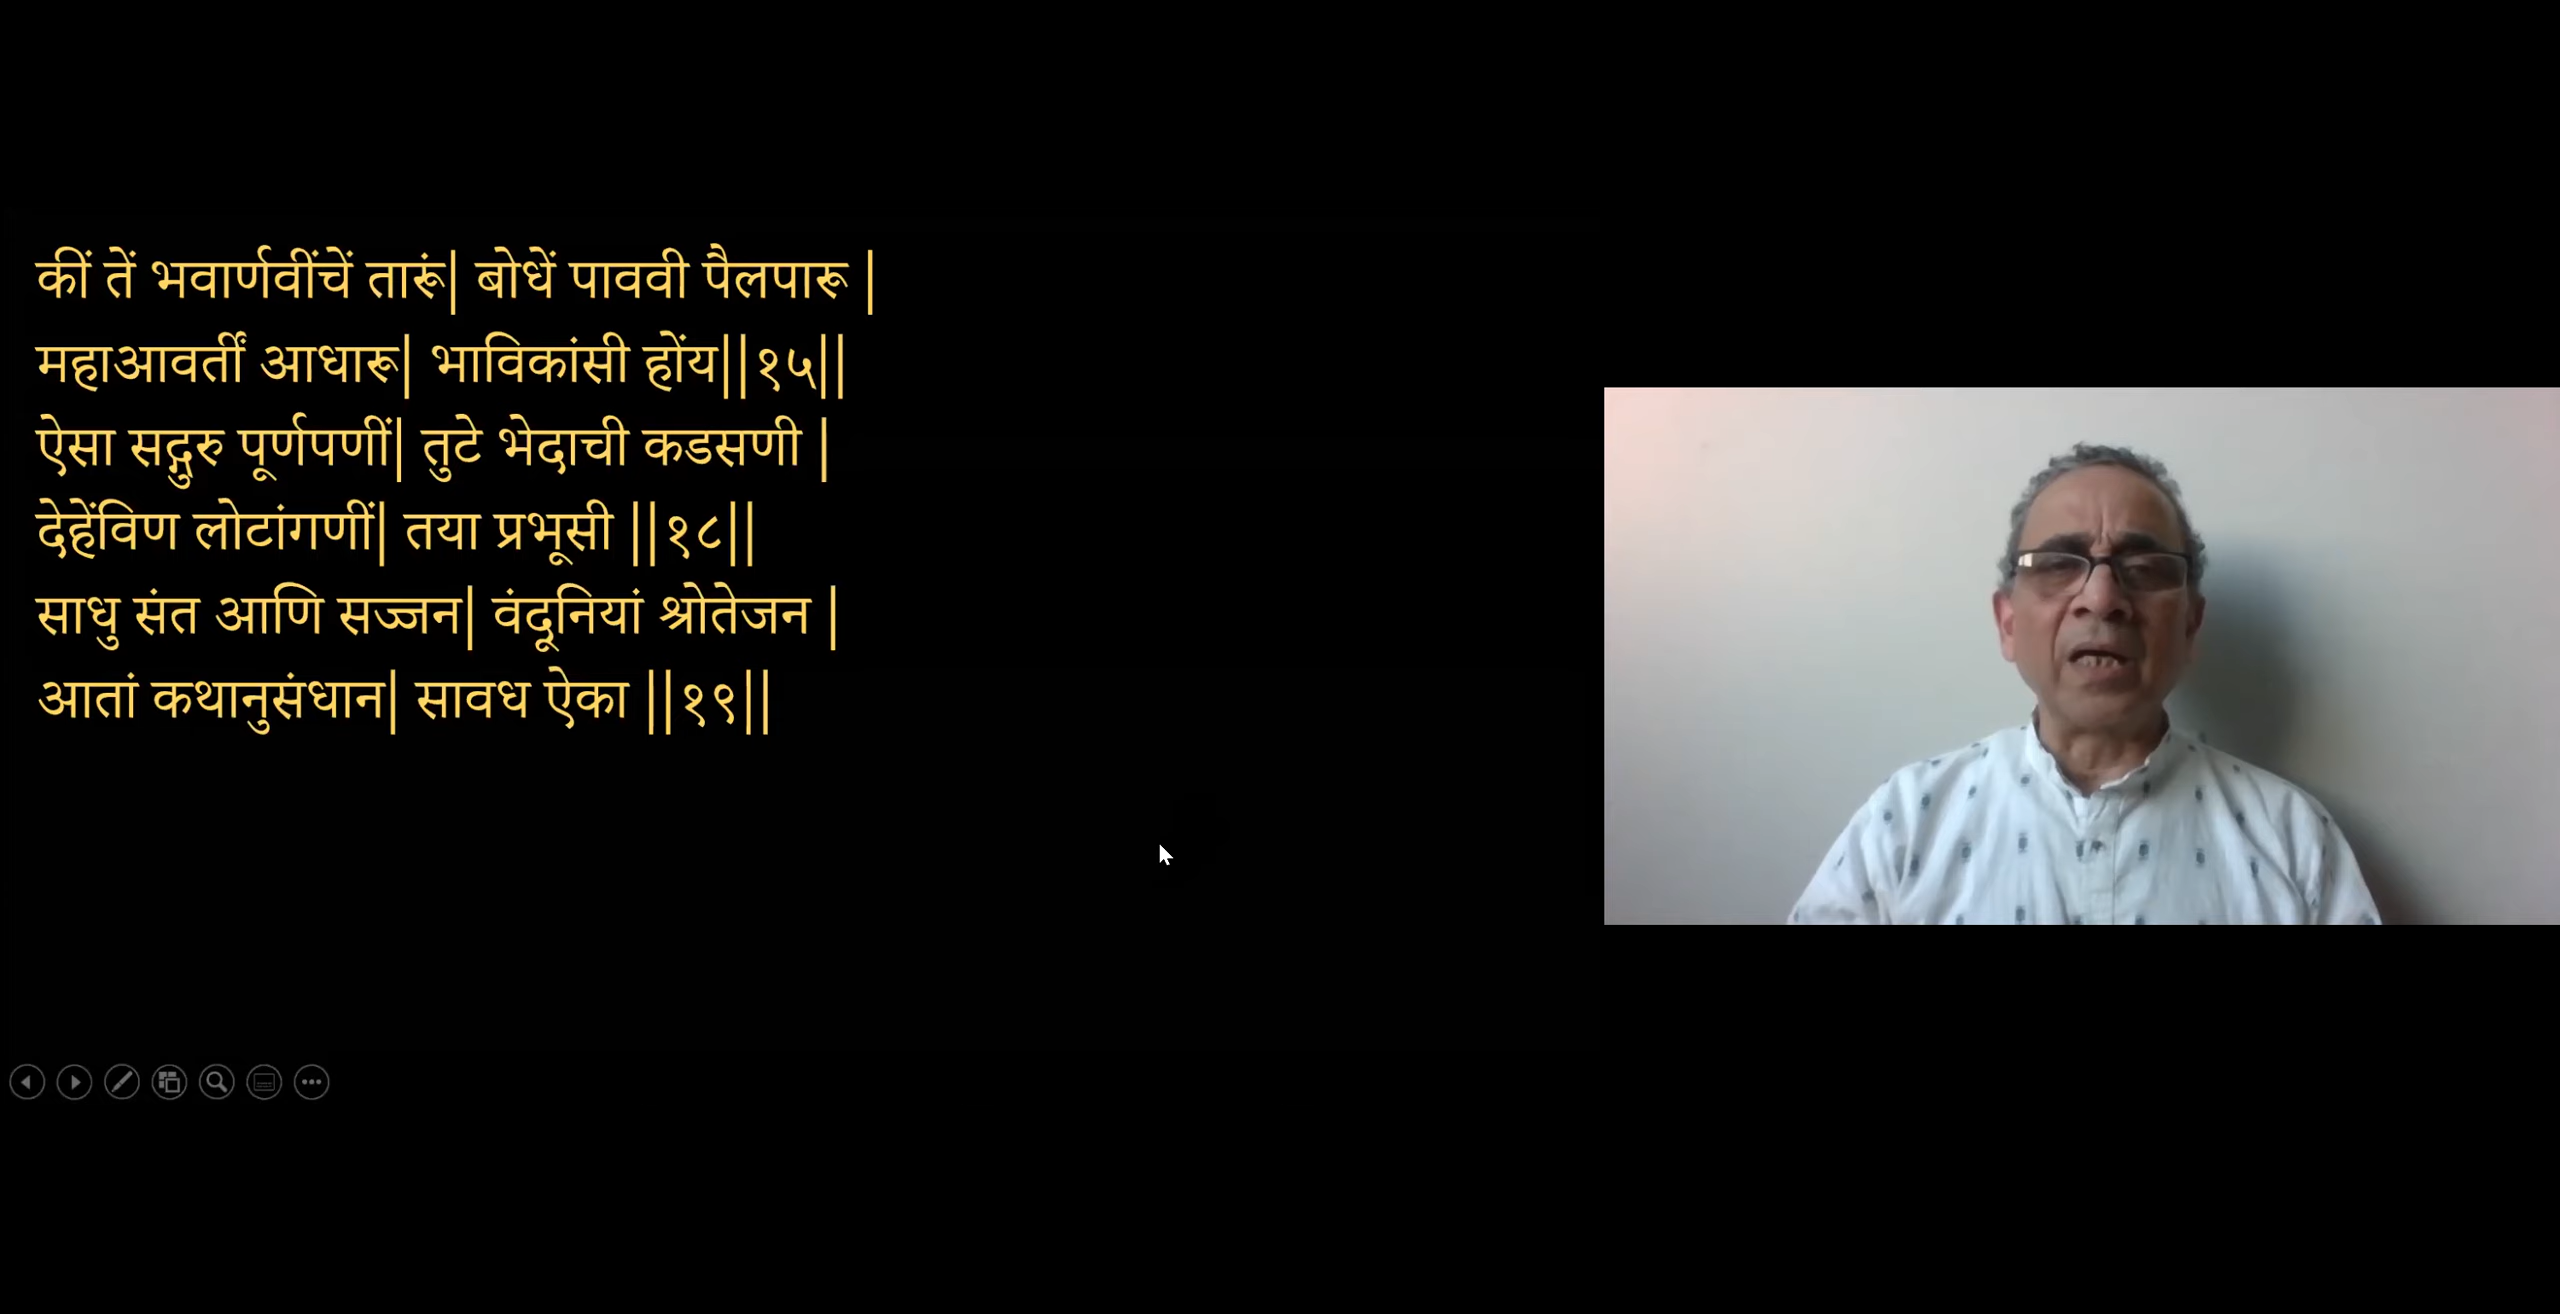 कीं तें भवार्णवींचें तारूं| बोधें पाववी पैलपारू |
महाआवर्तीं आधारू| भाविकांसी होंय||१५||
ऐसा सद्गुरु पूर्णपणीं| तुटे भेदाची कडसणी |
देहेंविण लोटांगणीं| तया प्रभूसी ||१८||
साधु संत आणि सज्जन| वंदूनियां श्रोतेजन |
आतां कथानुसंधान| सावध ऐका ||१९||